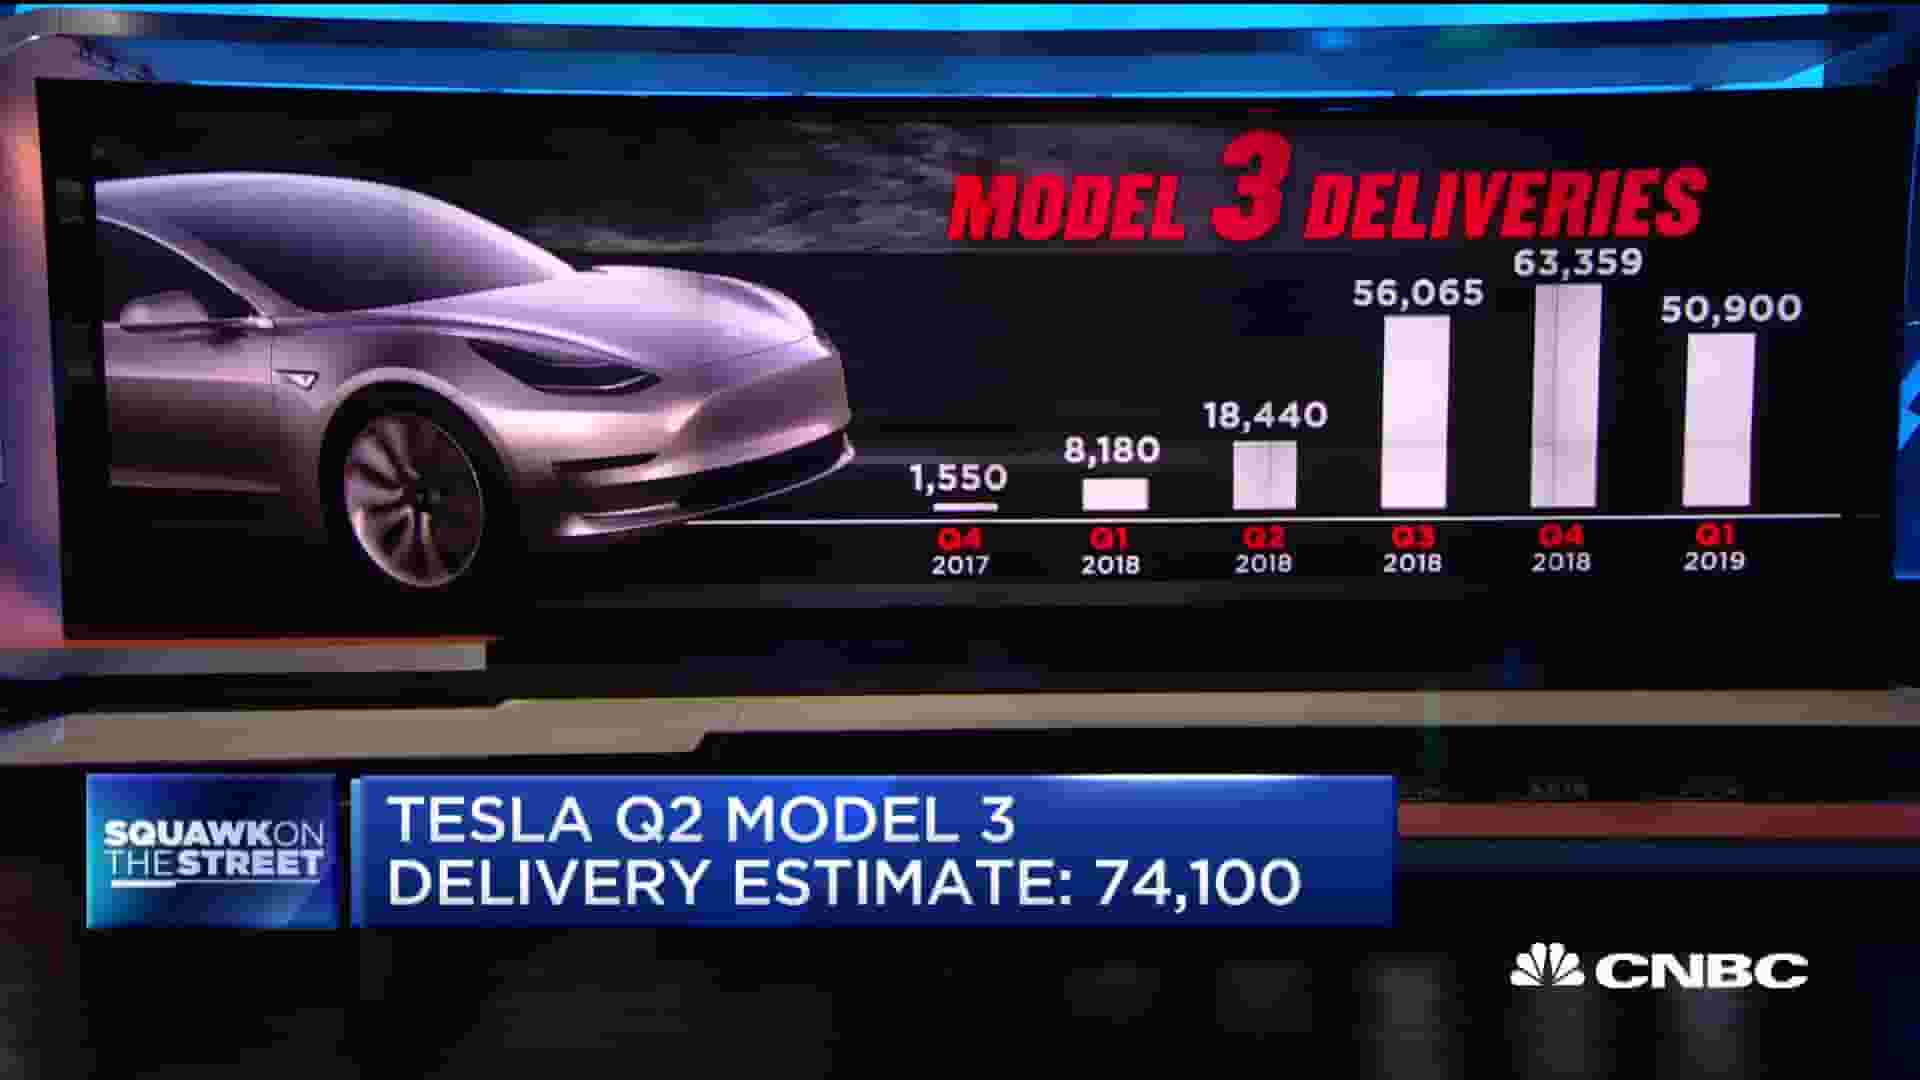 MODEL 3 DELIVERIES
1,550
8,180
18,440
56,065
63,359
50,900
Q4
2017
Q1
2018
Q2
2018
Q3
2018
Q4
2018
Q1
2019
SQUAWK ON
THE STREET
TESLA Q2 MODEL 3
DELIVERY ESTIMATE: 74,100
CNBC